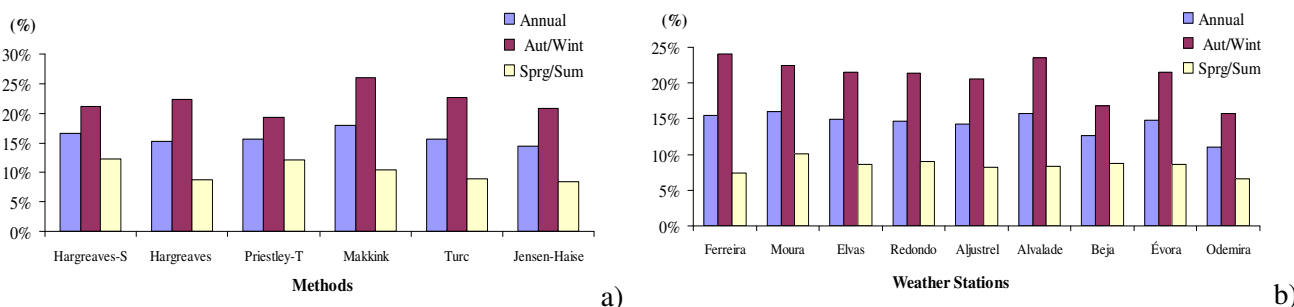 (%)
Annual
Aut/Wint
Sprg/Sum
30%
25%
20%
15%
10%
5%
0%
Hargreaves-S Hargreaves Priestley-T Makkink Turc Jensen-Haise
Methods
a)
(%)
Annual
Aut/Wint
Sprg/Sum
25%
20%
15%
10%
5%
0%
Ferreira Moura Elvas Redondo Aljustrel Alvalade Beja Évora Odemira
Weather Stations
b)